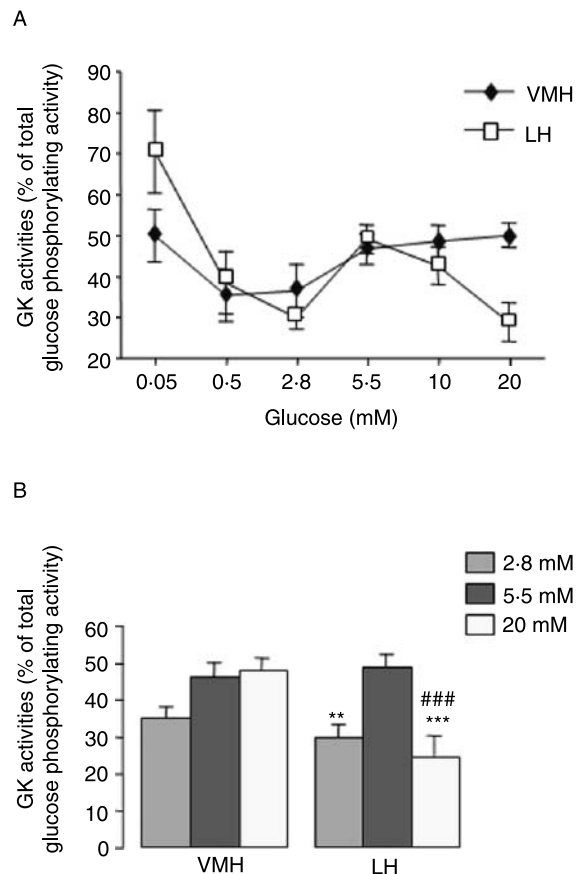 A
GK activities (% of total
glucose phosphorylating activity)
90
80
70
60
50
40
30
20
0·05 0·5 2·8 5·5 10 20
Glucose (mM)
VMH
LH
B
GK activities (% of total
glucose phosphorylating activity)
60
50
40
30
20
10
0
2·8 mM
5·5 mM
20 mM
**
###
***
VMH LH